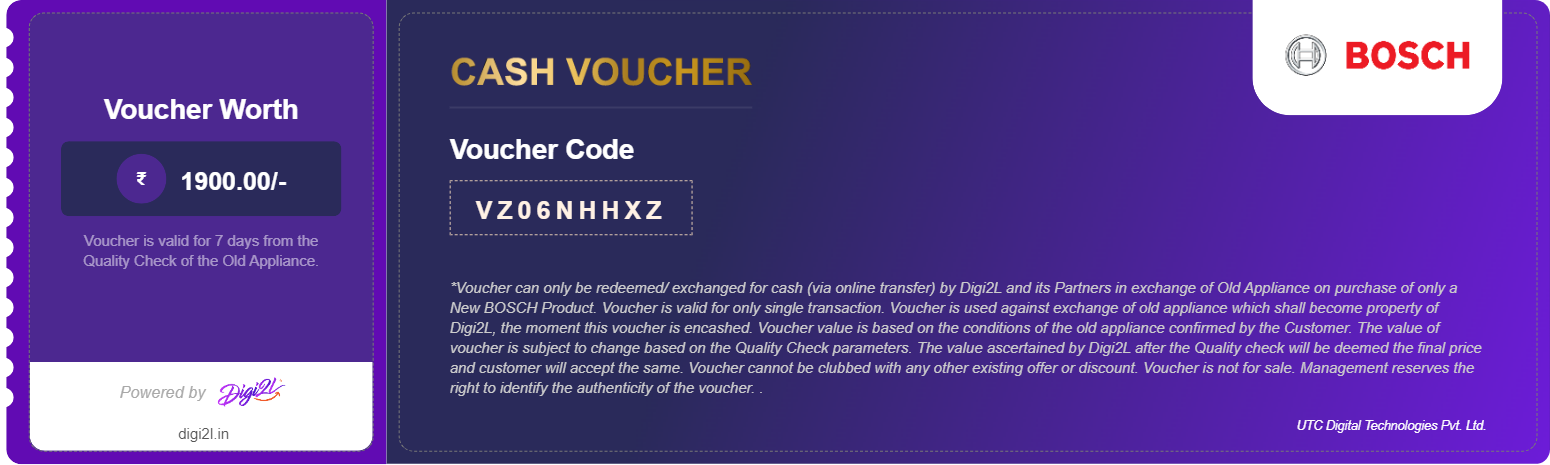 Voucher Worth
₹ 1900.00/-
Voucher is valid for 7 days from the
Quality Check of the Old Appliance.
Powered by Digi2L
digi2l.in
CASH VOUCHER
BOSCH
Voucher Code
VZ06NHHXZ
*Voucher can only be redeemed/ exchanged for cash (via online transfer) by Digi2L and its Partners in exchange of Old Appliance on purchase of only a
New BOSCH Product. Voucher is valid for only single transaction. Voucher is used against exchange of old appliance which shall become property of
Digi2L, the moment this voucher is encashed. Voucher value is based on the conditions of the old appliance confirmed by the Customer. The value of
voucher is subject to change based on the Quality Check parameters. The value ascertained by Digi2L after the Quality check will be deemed the final price
and customer will accept the same. Voucher cannot be clubbed with any other existing offer or discount. Voucher is not for sale. Management reserves the
right to identify the authenticity of the voucher. .
UTC Digital Technologies Pvt. Ltd.